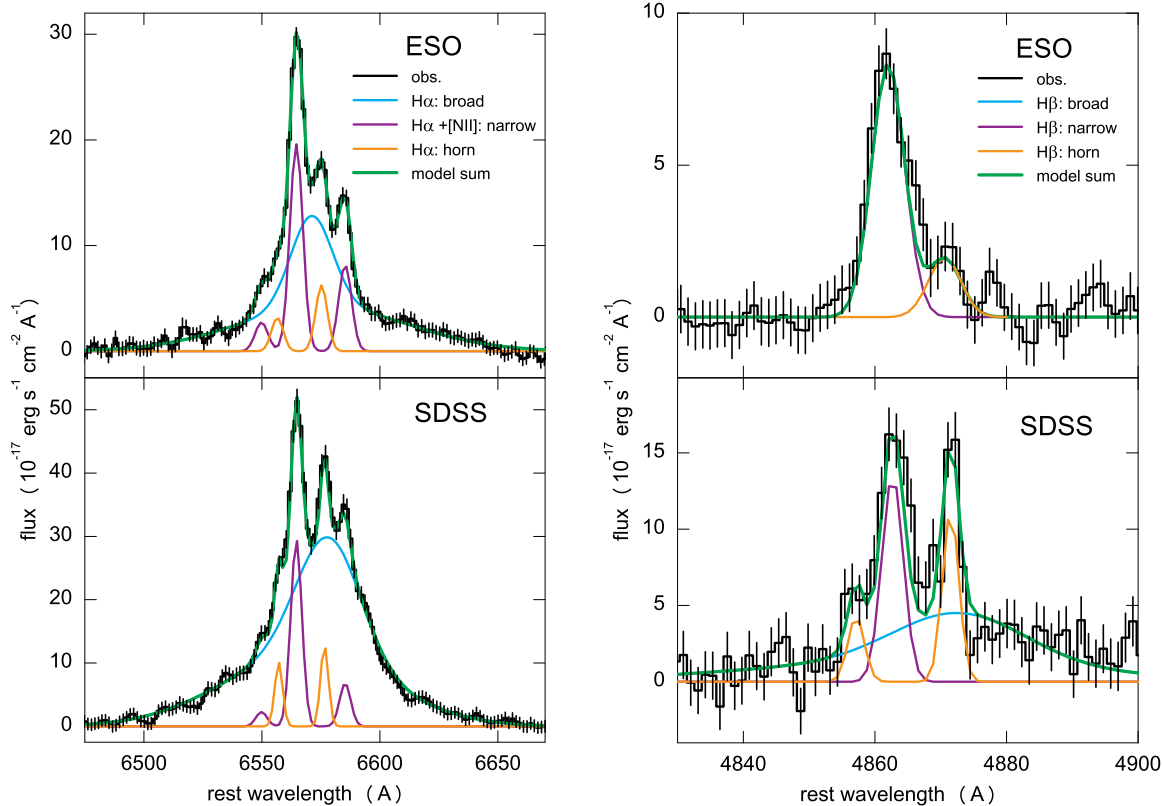 30
20
10
0
ESO
obs.
Hα: broad
Hα +[NII]: narrow
Hα: horn
model sum
10
5
0
ESO
obs.
Hβ: broad
Hβ: narrow
Hβ: horn
model sum
flux (10⁻¹⁷ erg s⁻¹ cm⁻² A⁻¹)
flux (10⁻¹⁷ erg s⁻¹ cm⁻² A⁻¹)
50
40
30
20
10
0
SDSS
15
10
5
0
SDSS
6500 6550 6600 6650
rest wavelength (A)
4840 4860 4880 4900
rest wavelength (A)